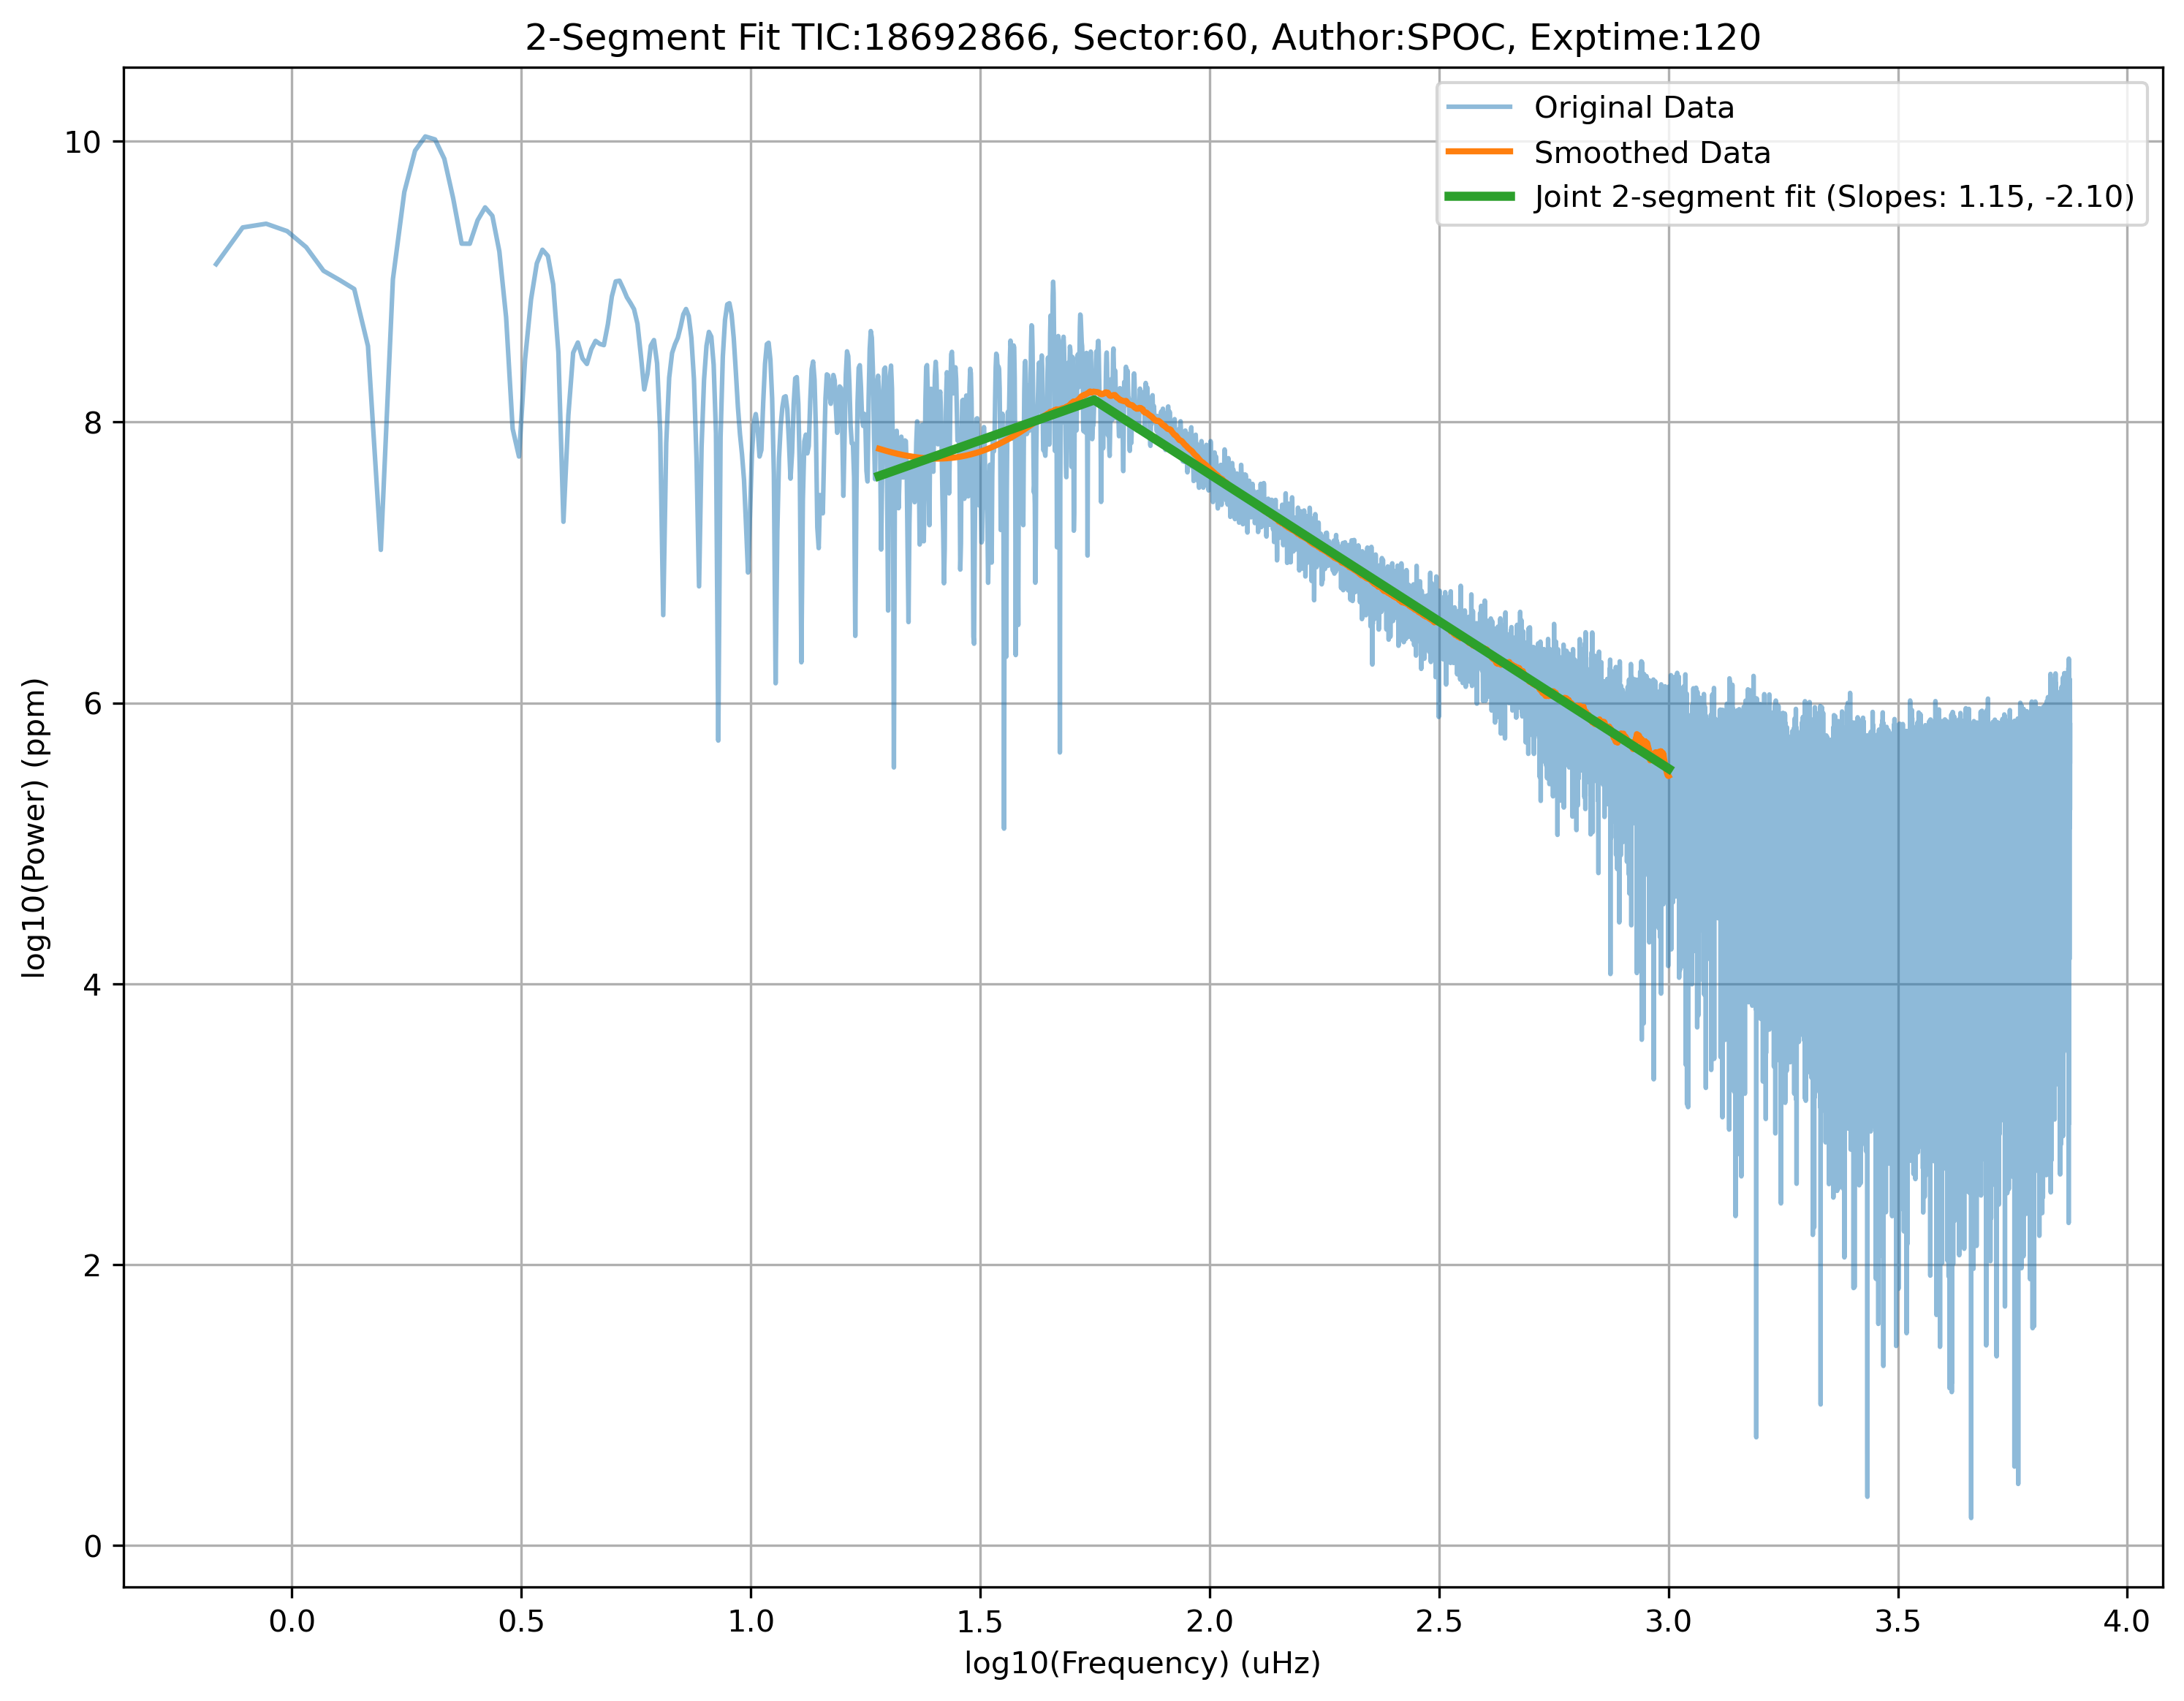 2-Segment Fit TIC:18692866, Sector:60, Author:SPOC, Exptime:120
Original Data
Smoothed Data
Joint 2-segment fit (Slopes: 1.15, -2.10)
log10(Power) (ppm)
10
8
6
4
2
0
0.0 0.5 1.0 1.5 2.0 2.5 3.0 3.5 4.0
log10(Frequency) (uHz)